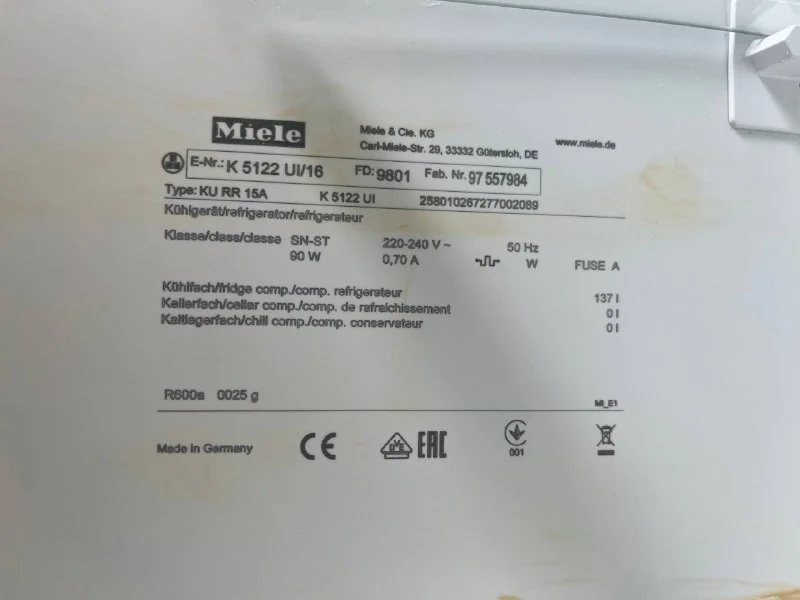 Miele
Miele & Cie. KG
Carl-Miele-Str. 29, 33332 Gütersloh, DE
www.miele.de
E-Nr.: K 5122 UI/16 FD: 9801 Fab. Nr. 97 557984
Type: KU RR 15A K 5122 UI 258010267277002089
Kühlgerät/refrigerator/refrigerateur
Klasse/class/classe SN-ST 220-240 V ~ 50 Hz
90 W 0,70 A W FUSE A
Kühlfach/fridge comp./comp. refrigerateur 137 l
Kellerfach/cellar comp./comp. de rafraichissement 0 l
Kaltlagerfach/chill comp./comp. conservateur 0 l
R600a 0025 g
MI_E1
Made in Germany CE VDE EAC 001